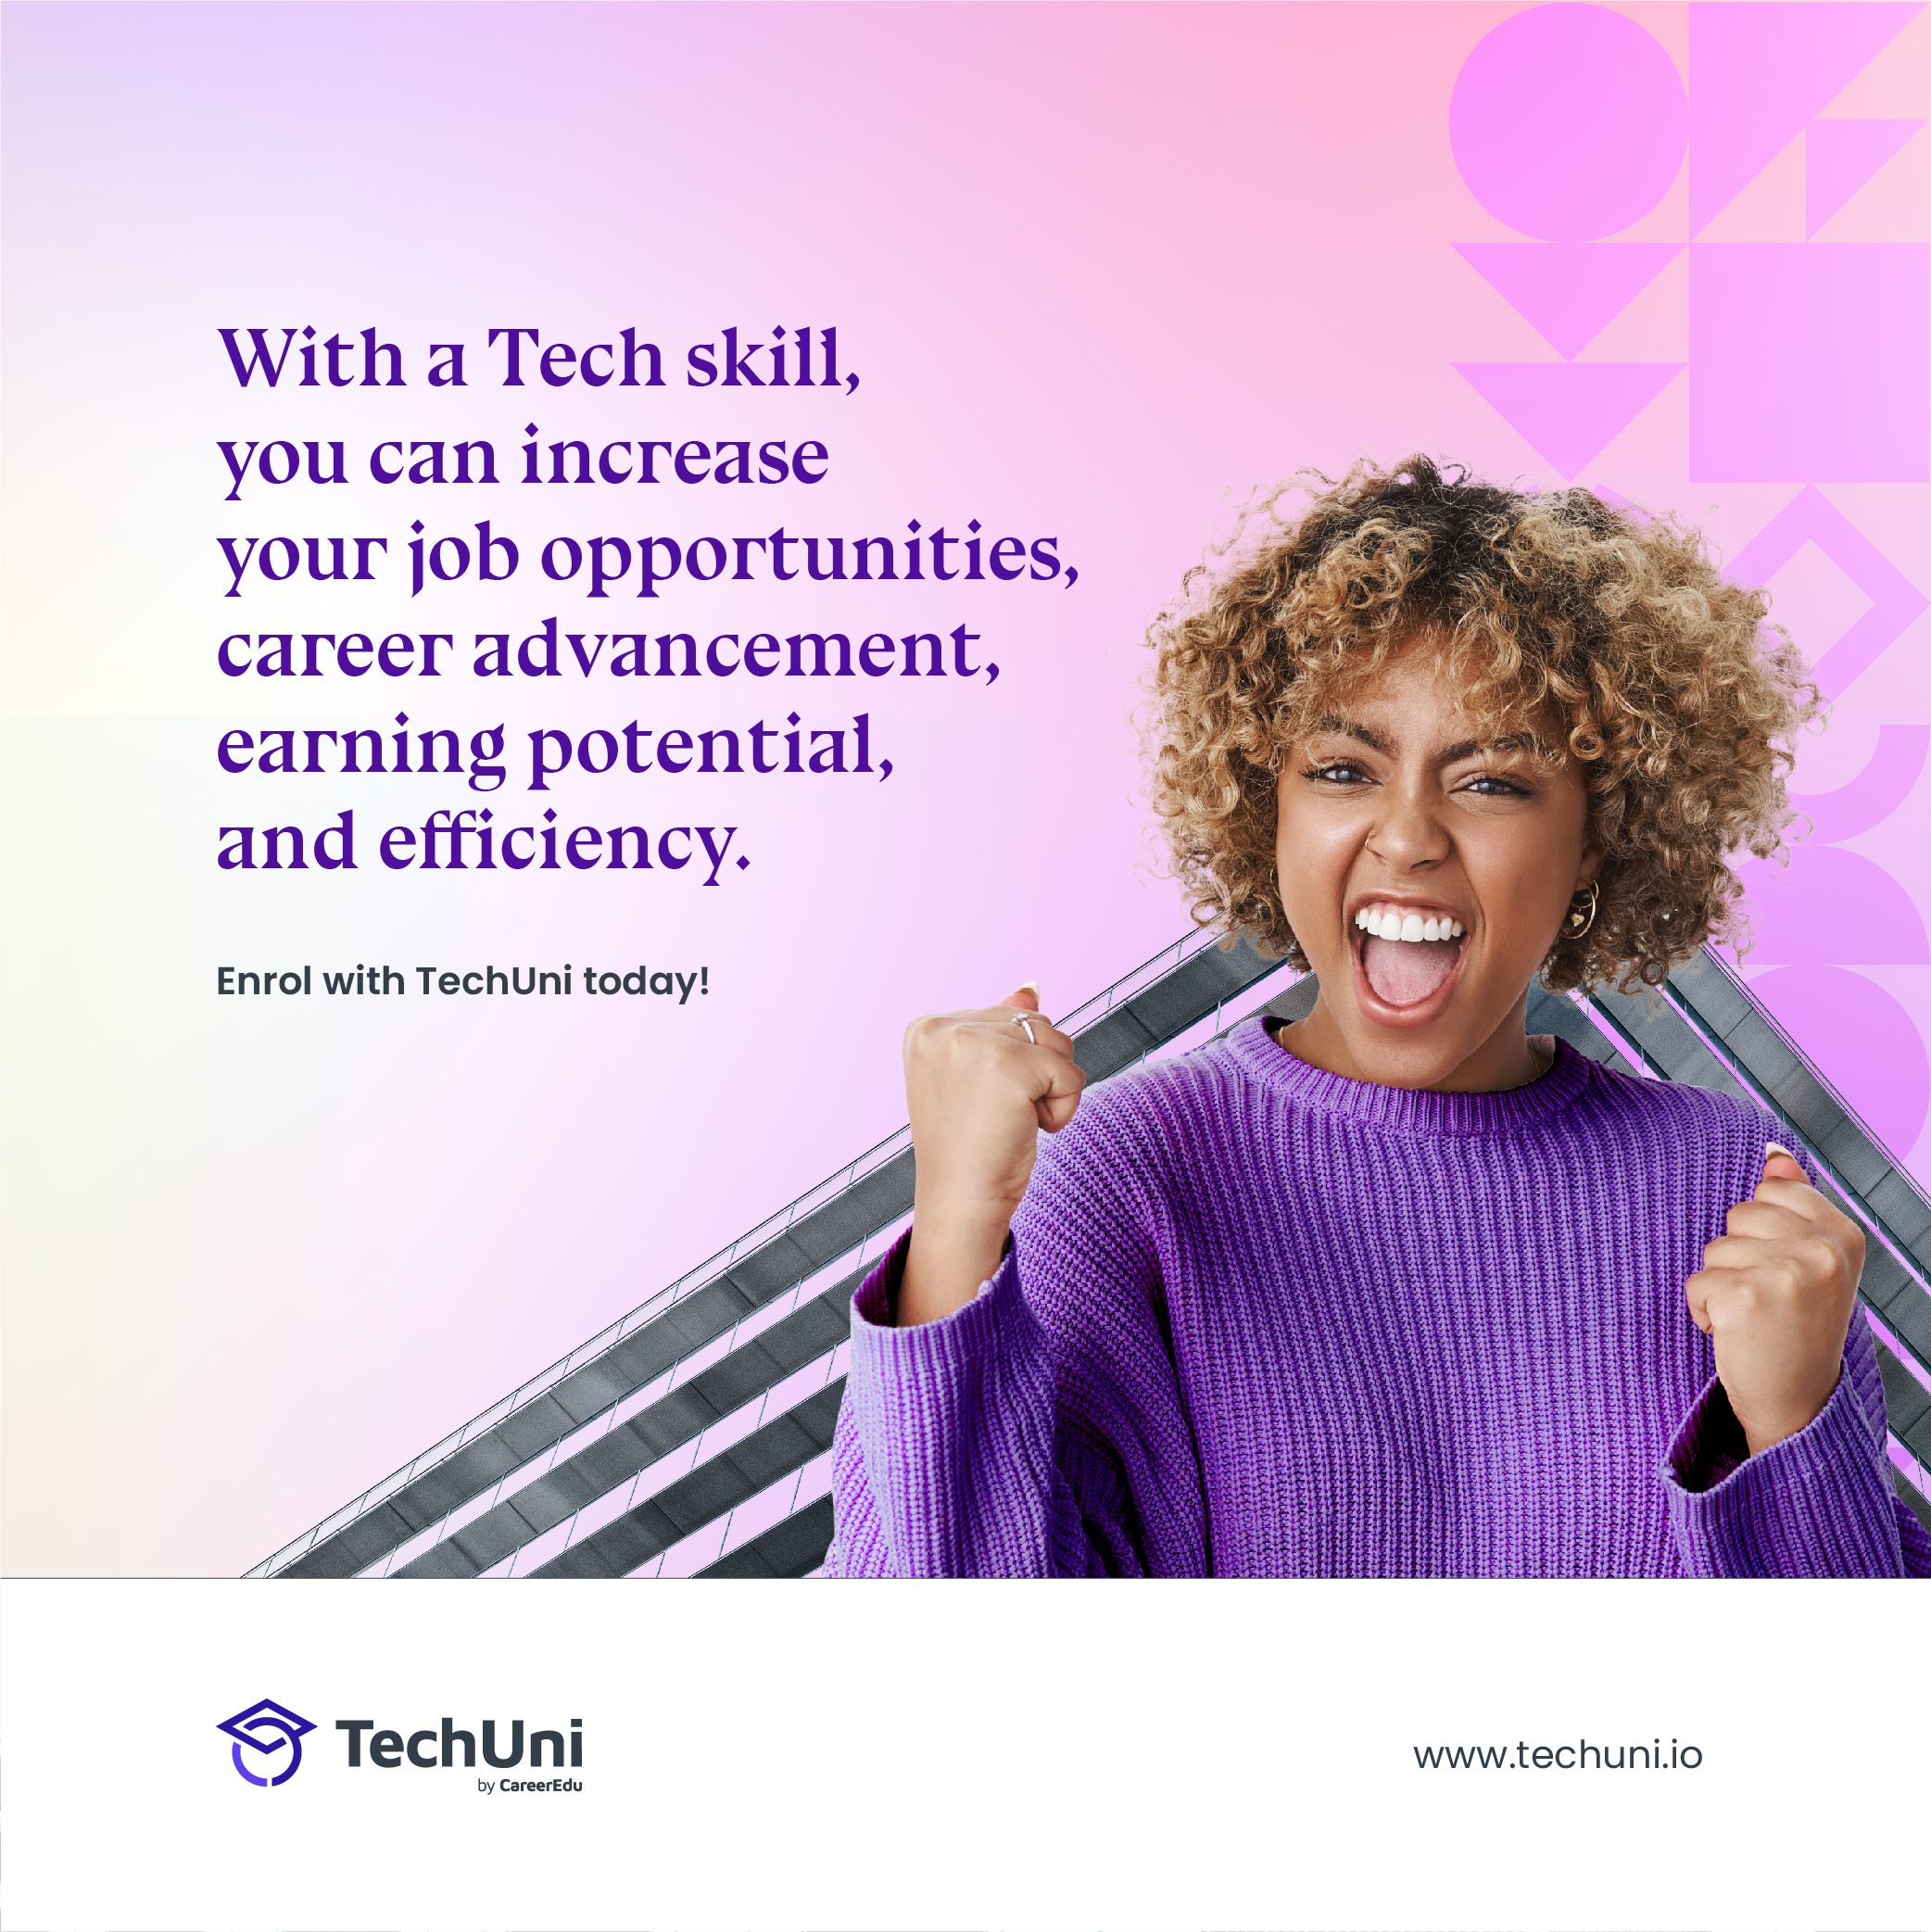 With a Tech skill,
you can increase
your job opportunities,
career advancement,
earning potential,
and efficiency.
Enrol with TechUni today!
TechUni
by CareerEdu
www.techuni.io